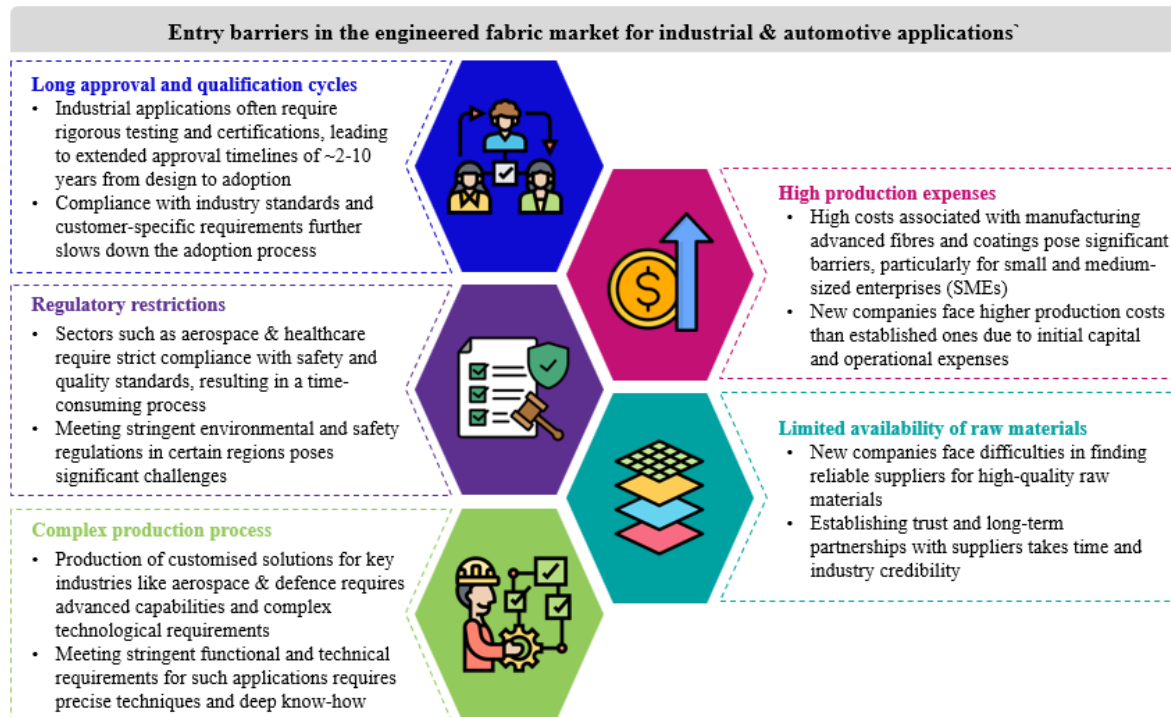 Entry barriers in the engineered fabric market for industrial & automotive applications`
Long approval and qualification cycles
• Industrial applications often require
rigorous testing and certifications, leading
to extended approval timelines of ~2-10
years from design to adoption
• Compliance with industry standards and
customer-specific requirements further
slows down the adoption process
High production expenses
• High costs associated with manufacturing
advanced fibres and coatings pose significant
barriers, particularly for small and medium-
sized enterprises (SMEs)
• New companies face higher production costs
than established ones due to initial capital
and operational expenses
Regulatory restrictions
• Sectors such as aerospace & healthcare
require strict compliance with safety and
quality standards, resulting in a time-
consuming process
• Meeting stringent environmental and safety
regulations in certain regions poses
significant challenges
Limited availability of raw materials
• New companies face difficulties in finding
reliable suppliers for high-quality raw
materials
• Establishing trust and long-term
partnerships with suppliers takes time and
industry credibility
Complex production process
• Production of customised solutions for key
industries like aerospace & defence requires
advanced capabilities and complex
technological requirements
• Meeting stringent functional and technical
requirements for such applications requires
precise techniques and deep know-how